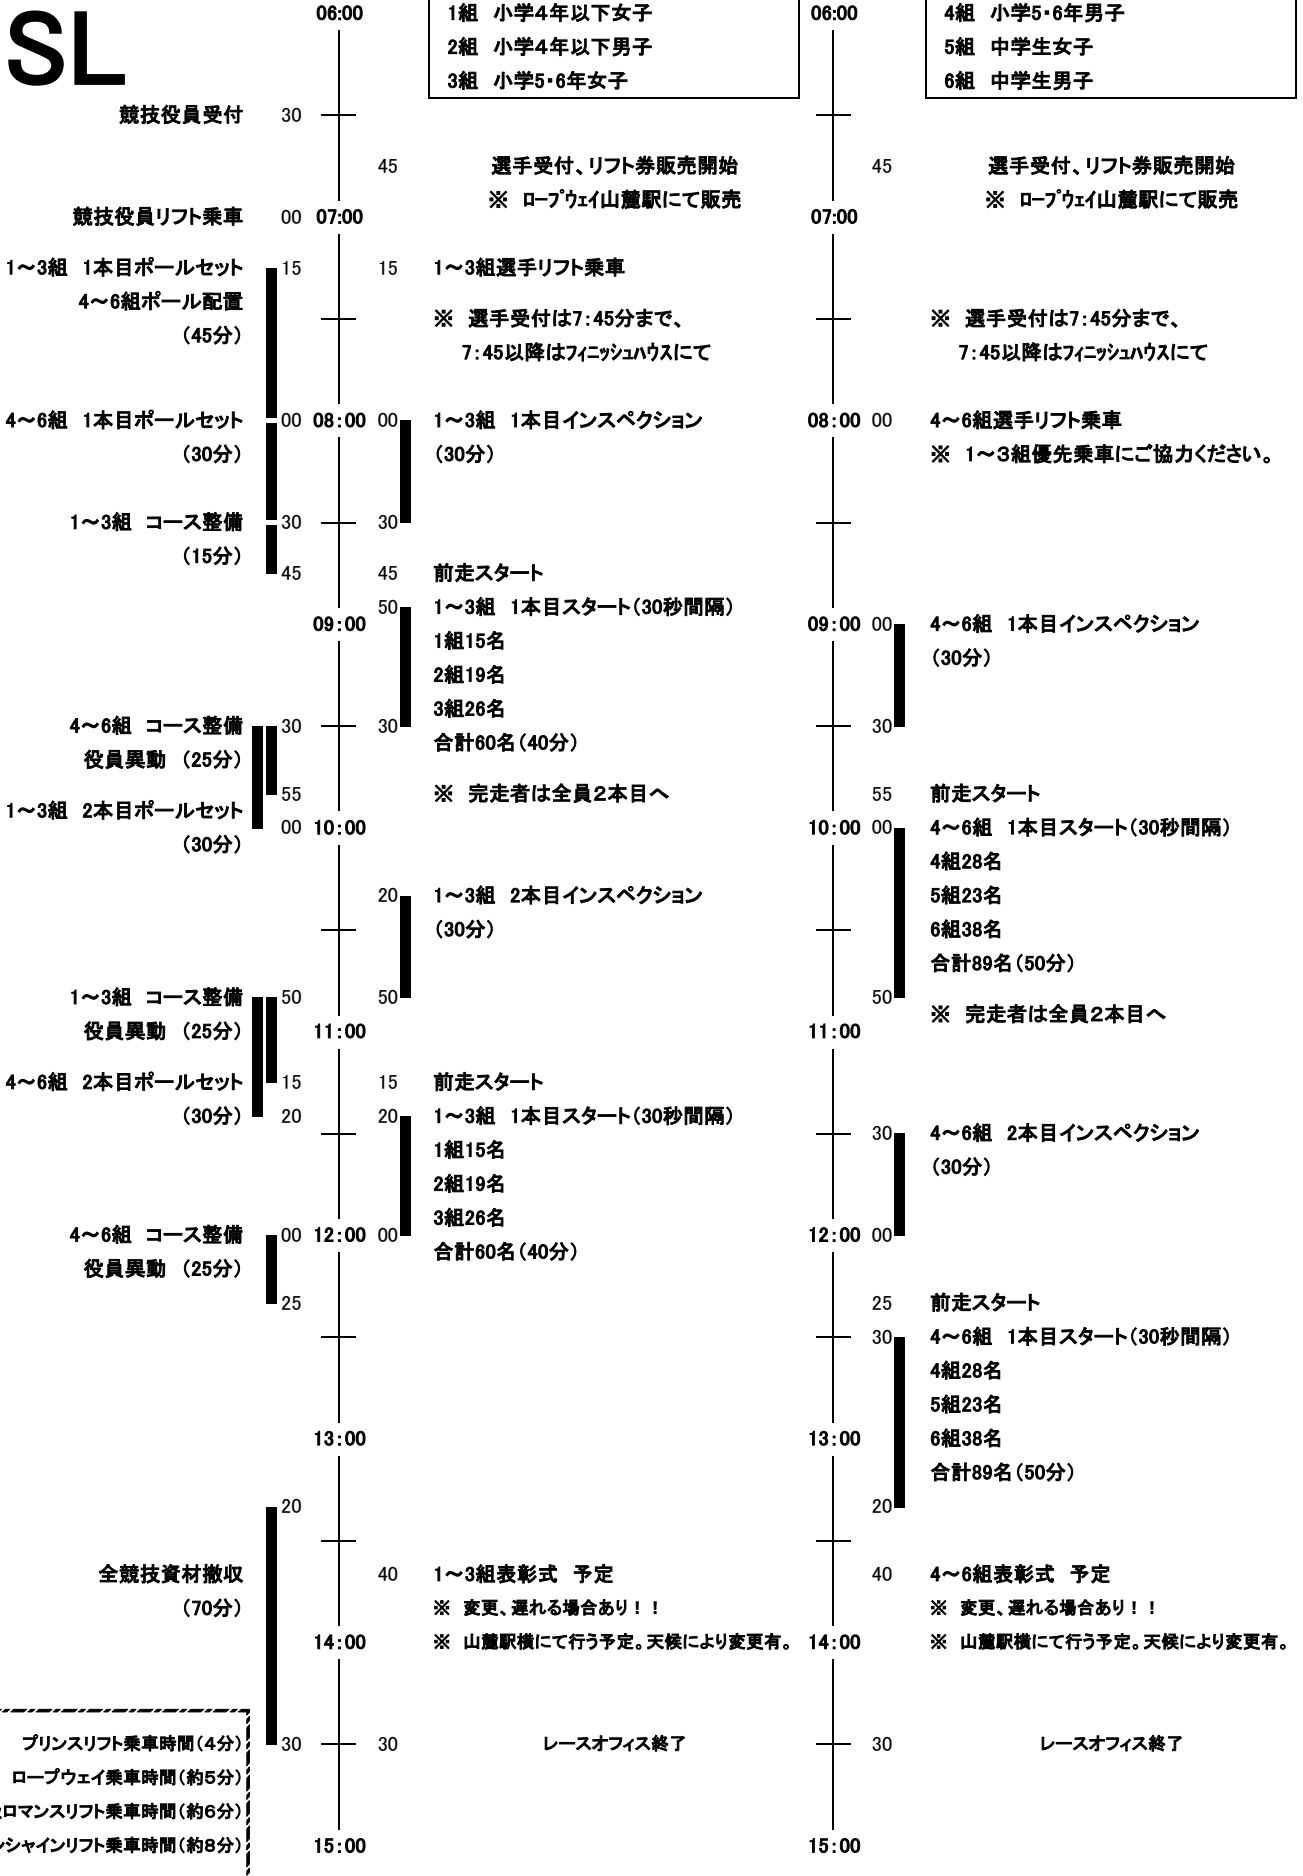 SL
06:00
1組　小学4年以下女子
06:00
4組　小学5・6年男子
2組　小学4年以下男子
5組　中学生女子
3組　小学5・6年女子
6組　中学生男子
競技役員受付　30
45　選手受付、リフト券販売開始
45　選手受付、リフト券販売開始
※　ロープウェイ山麓駅にて販売
※　ロープウェイ山麓駅にて販売
競技役員リフト乗車　00　07:00
07:00
1～3組　1本目ポールセット　15
15　1～3組選手リフト乗車
4～6組ポール配置
※　選手受付は7:45分まで、
※　選手受付は7:45分まで、
（45分）
7:45以降はフィニッシュハウスにて
7:45以降はフィニッシュハウスにて
4～6組　1本目ポールセット　00　08:00　00　1～3組　1本目インスペクション
08:00　00　4～6組選手リフト乗車
（30分）
（30分）
※　1～3組優先乗車にご協力ください。
1～3組　コース整備　30
30
（15分）
45
45　前走スタート
50　1～3組　1本目スタート（30秒間隔）
09:00
09:00　00　4～6組　1本目インスペクション
1組15名
（30分）
2組19名
3組26名
4～6組　コース整備　30
30
30
合計60名（40分）
役員異動　（25分）
55
※　完走者は全員2本目へ
55　前走スタート
1～3組　2本目ポールセット
00　10:00
10:00　00　4～6組　1本目スタート（30秒間隔）
（30分）
4組28名
20　1～3組　2本目インスペクション
5組23名
（30分）
6組38名
合計89名（50分）
1～3組　コース整備　50
50
50
※　完走者は全員2本目へ
役員異動　（25分）
11:00
11:00
4～6組　2本目ポールセット　15
15　前走スタート
（30分）　20
20　1～3組　1本目スタート（30秒間隔）
30　4～6組　2本目インスペクション
1組15名
（30分）
2組19名
3組26名
4～6組　コース整備　00　12:00　00
12:00　00
合計60名（40分）
役員異動　（25分）
25
25　前走スタート
30　4～6組　1本目スタート（30秒間隔）
4組28名
5組23名
13:00
13:00
6組38名
合計89名（50分）
20
20
全競技資材撤収
40　1～3組表彰式　予定
40　4～6組表彰式　予定
（70分）
※　変更、遅れる場合あり！！
※　変更、遅れる場合あり！！
14:00
※　山麓駅横にて行う予定。天候により変更有。
14:00
※　山麓駅横にて行う予定。天候により変更有。
プリンスリフト乗車時間（4分）
30
30　レースオフィス終了
30　レースオフィス終了
ロープウェイ乗車時間（約5分）
ロマンスリフト乗車時間（約6分）
シャインリフト乗車時間（約8分）
15:00
15:00